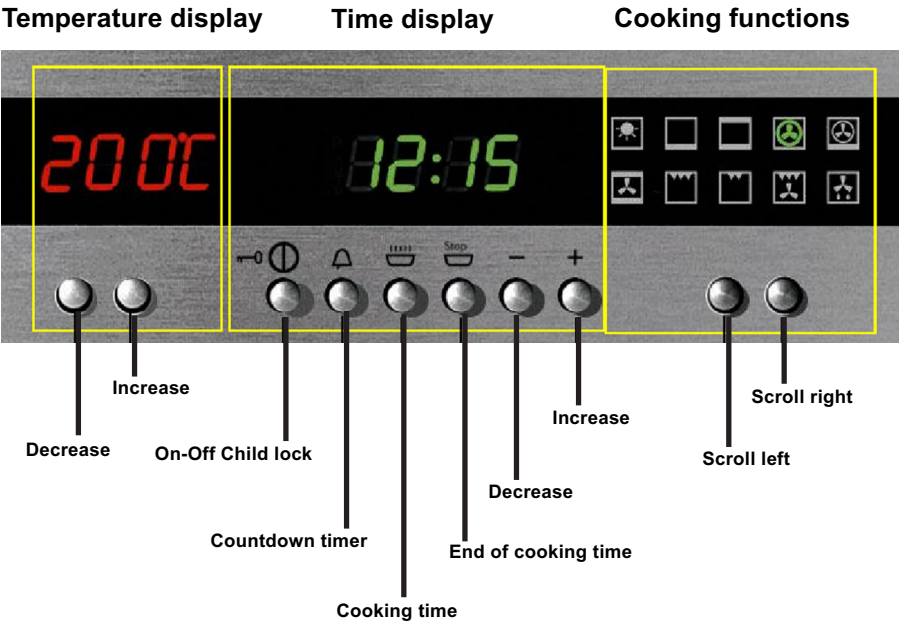 Temperature display
Time display
Cooking functions
200°C
12:15
Stop
− +
Increase
Decrease
On-Off Child lock
Countdown timer
Cooking time
End of cooking time
Decrease
Increase
Scroll left
Scroll right